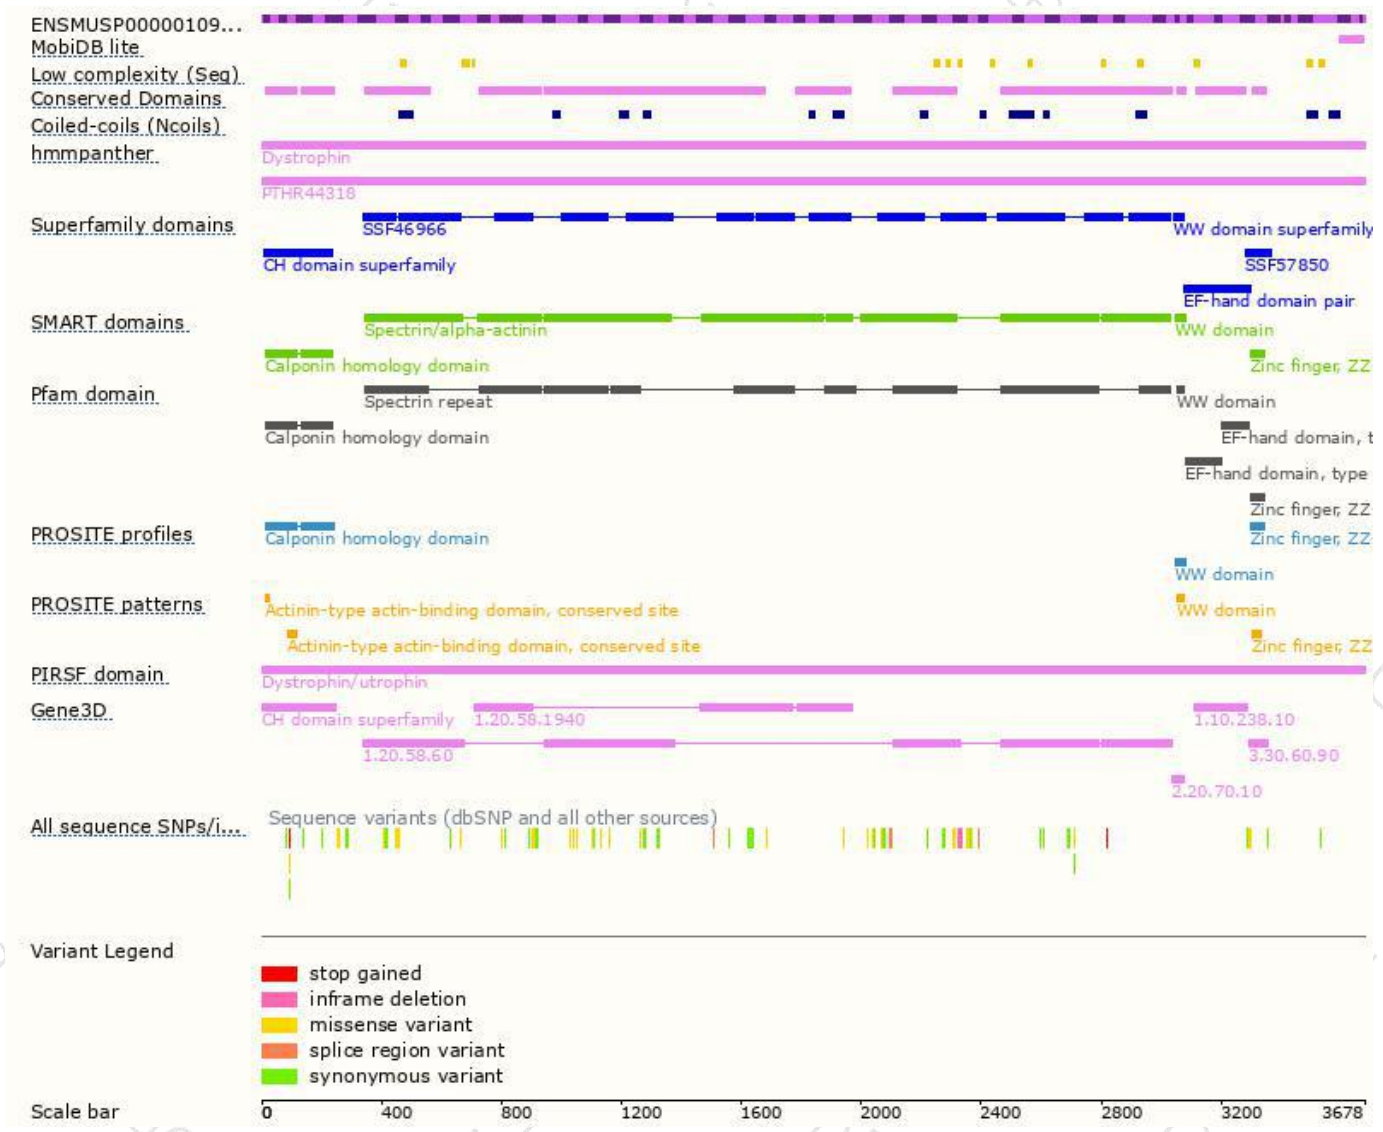 ENSMUSP00000109...
MobiDB lite
Low complexity (Seg)
Conserved Domains
Coiled-coils (Ncoils)
hmmpanther
Dystrophin
PTHR44318
Superfamily domains
SSF46966
WW domain superfamily
CH domain superfamily
SSF57850
EF-hand domain pair
SMART domains
Spectrin/alpha-actinin
WW domain
Calponin homology domain
Zinc finger, ZZ
Pfam domain
Spectrin repeat
WW domain
Calponin homology domain
EF-hand domain, t
EF-hand domain, type
Zinc finger, ZZ
PROSITE profiles
Calponin homology domain
Zinc finger, ZZ
WW domain
PROSITE patterns
Actinin-type actin-binding domain, conserved site
WW domain
Actinin-type actin-binding domain, conserved site
Zinc finger, ZZ
PIRSF domain
Dystrophin/utrophin
Gene3D
CH domain superfamily
1.20.58.1940
1.10.238.10
1.20.58.60
3.30.60.90
2.20.70.10
All sequence SNPs/i...
Sequence variants (dbSNP and all other sources)
Variant Legend
stop gained
inframe deletion
missense variant
splice region variant
synonymous variant
Scale bar
0 400 800 1200 1600 2000 2400 2800 3200 3678